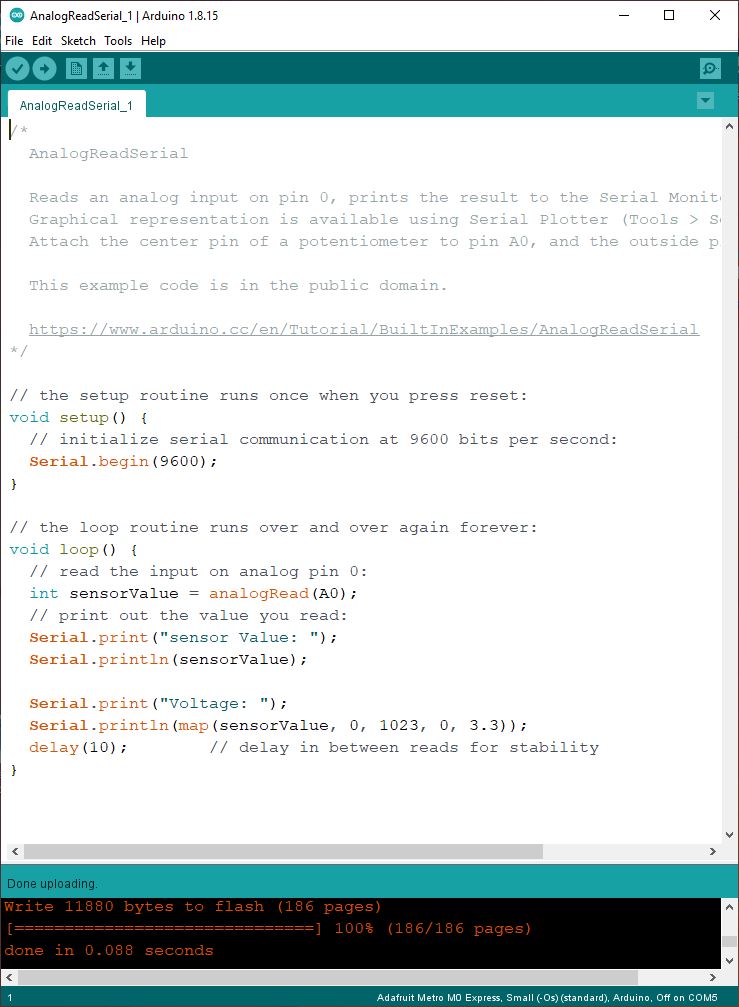 AnalogReadSerial_1 | Arduino 1.8.15
File Edit Sketch Tools Help
AnalogReadSerial_1
/*
  AnalogReadSerial

  Reads an analog input on pin 0, prints the result to the Serial Monit
  Graphical representation is available using Serial Plotter (Tools > S
  Attach the center pin of a potentiometer to pin A0, and the outside p

  This example code is in the public domain.

  https://www.arduino.cc/en/Tutorial/BuiltInExamples/AnalogReadSerial
*/

// the setup routine runs once when you press reset:
void setup() {
  // initialize serial communication at 9600 bits per second:
  Serial.begin(9600);
}

// the loop routine runs over and over again forever:
void loop() {
  // read the input on analog pin 0:
  int sensorValue = analogRead(A0);
  // print out the value you read:
  Serial.print("sensor Value: ");
  Serial.println(sensorValue);

  Serial.print("Voltage: ");
  Serial.println(map(sensorValue, 0, 1023, 0, 3.3));
  delay(10);        // delay in between reads for stability
}
Done uploading.
Write 11880 bytes to flash (186 pages)
[==============================] 100% (186/186 pages)
done in 0.088 seconds
1 Adafruit Metro M0 Express, Small (-Os) (standard), Arduino, Off on COM5